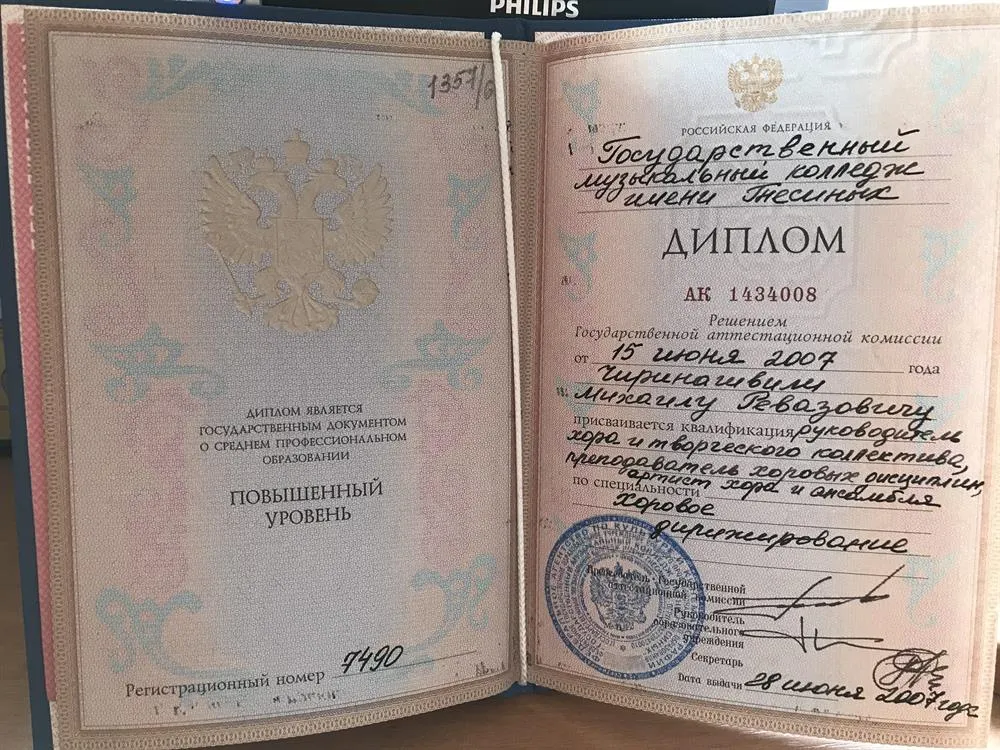 PHILIPS
1357/6
ДИПЛОМ ЯВЛЯЕТСЯ
ГОСУДАРСТВЕННЫМ ДОКУМЕНТОМ
О СРЕДНЕМ ПРОФЕССИОНАЛЬНОМ
ОБРАЗОВАНИИ
ПОВЫШЕННЫЙ
УРОВЕНЬ
Регистрационный номер 7490
РОССИЙСКАЯ ФЕДЕРАЦИЯ
Государственный
музыкальный колледж
имени Гнесиных
ДИПЛОМ
АК 1434008
Решением
Государственной аттестационной комиссии
от 15 июня 2007 года
Чиринашвили
Михаилу Ревазовичу
присваивается квалификация руководитель
хора и творческого коллектива,
преподаватель хоровых дисциплин,
артист хора и ансамбля
по специальности
хоровое
дирижирование
Председатель Государственной
аттестационной комиссии
Руководитель
образовательного
учреждения
Секретарь
Дата выдачи 28 июня 2007 года